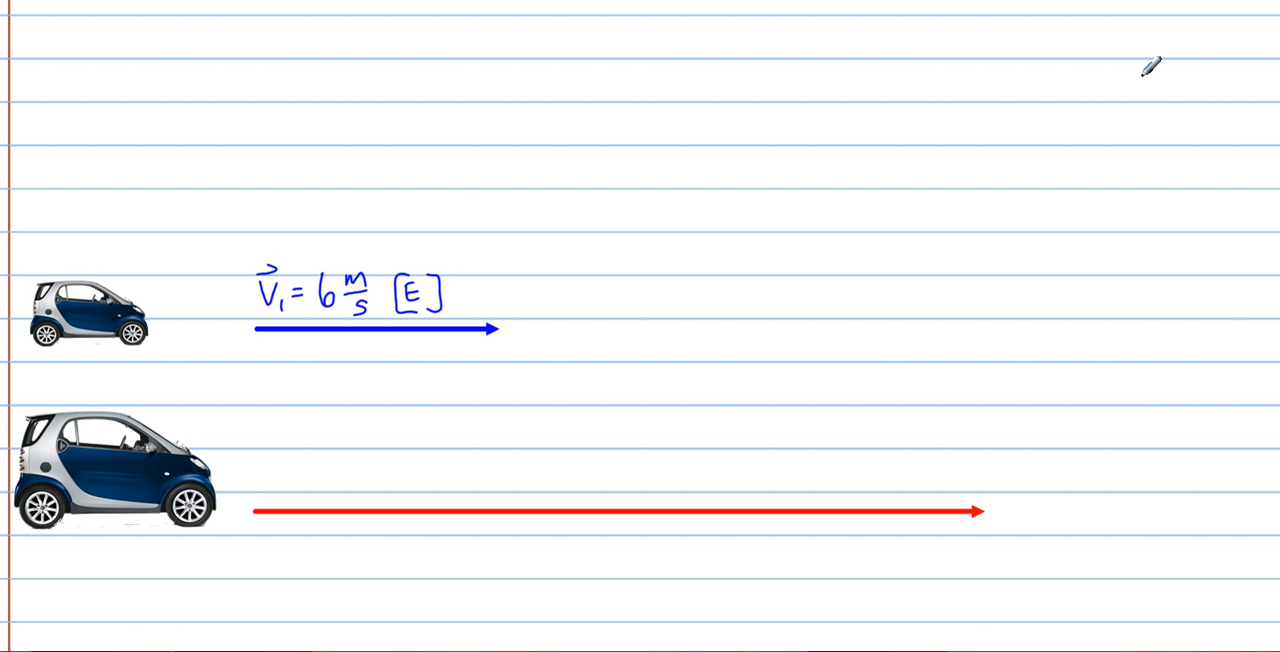 V⃗₁ = 6 m/s [E]